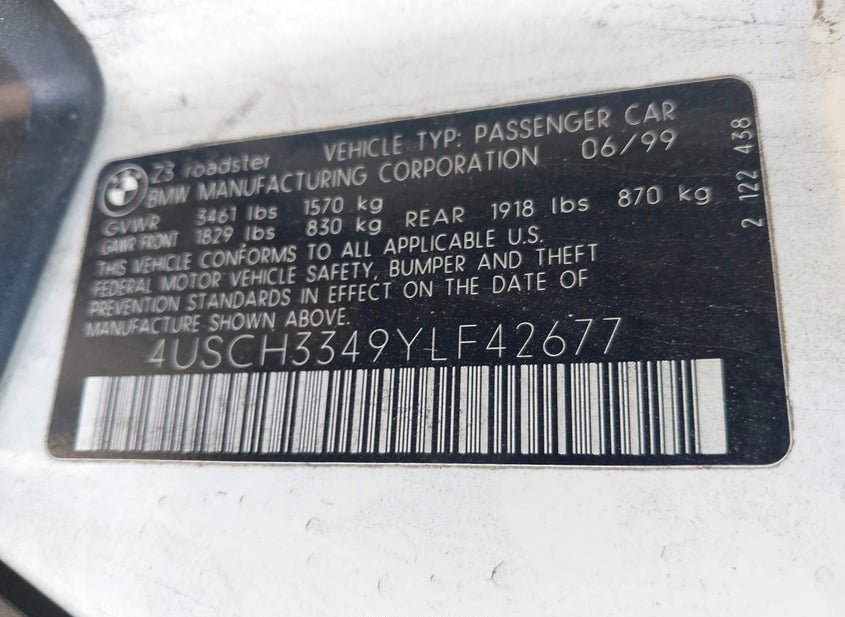 BMW
Z3 roadster VEHICLE TYP: PASSENGER CAR
BMW MANUFACTURING CORPORATION 06/99
GVWR 3461 lbs 1570 kg
GAWR FRONT 1829 lbs 830 kg REAR 1918 lbs 870 kg
THIS VEHICLE CONFORMS TO ALL APPLICABLE U.S.
FEDERAL MOTOR VEHICLE SAFETY, BUMPER AND THEFT
PREVENTION STANDARDS IN EFFECT ON THE DATE OF
MANUFACTURE SHOWN ABOVE.
4USCH3349YLF42677
2 122 438